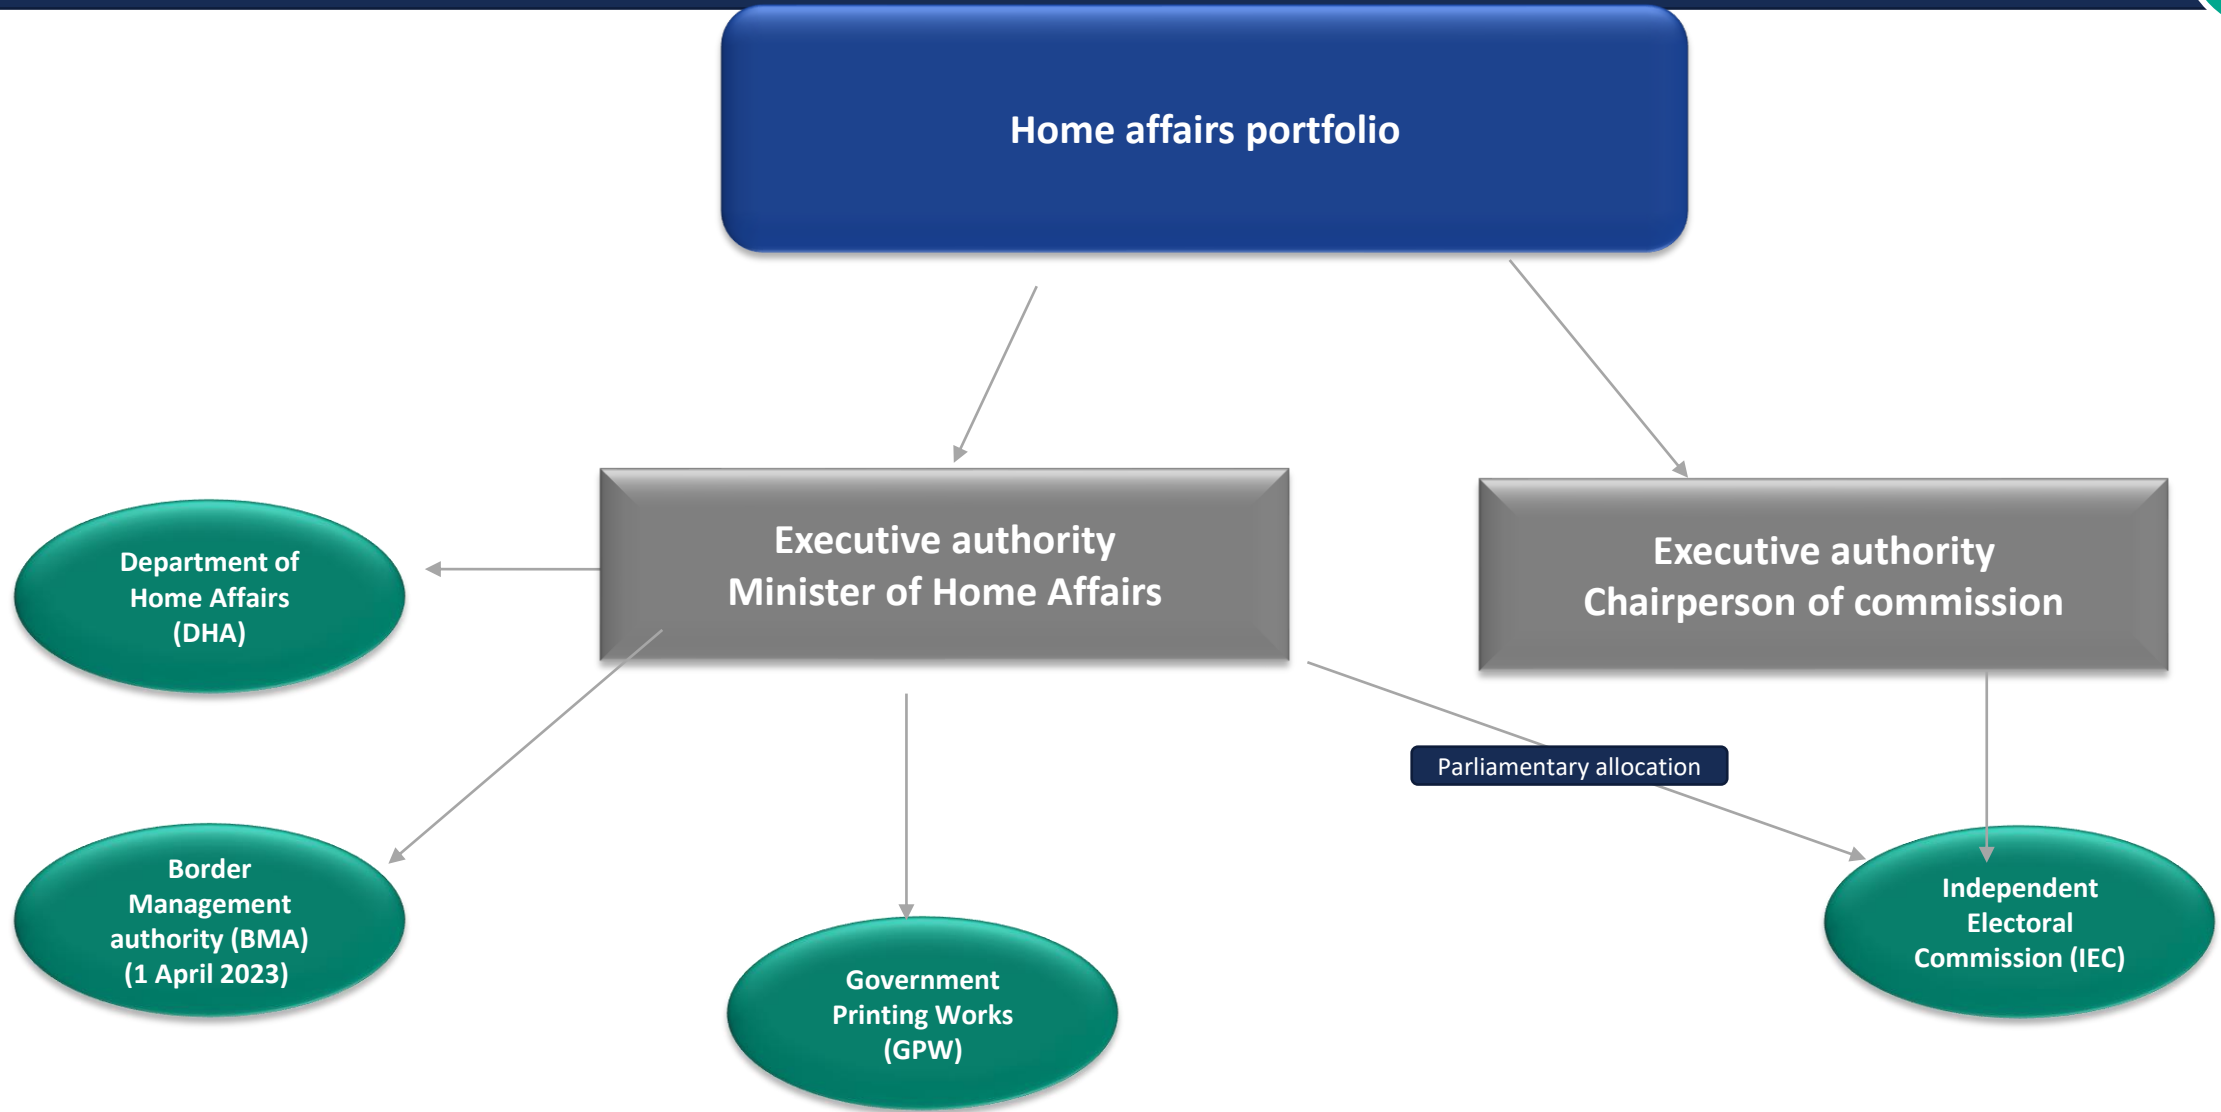 Home affairs portfolio
Executive authority
Minister of Home Affairs
Executive authority
Chairperson of commission
Department of
Home Affairs
(DHA)
Parliamentary allocation
Border
Management
authority (BMA)
(1 April 2023)
Government
Printing Works
(GPW)
Independent
Electoral
Commission (IEC)